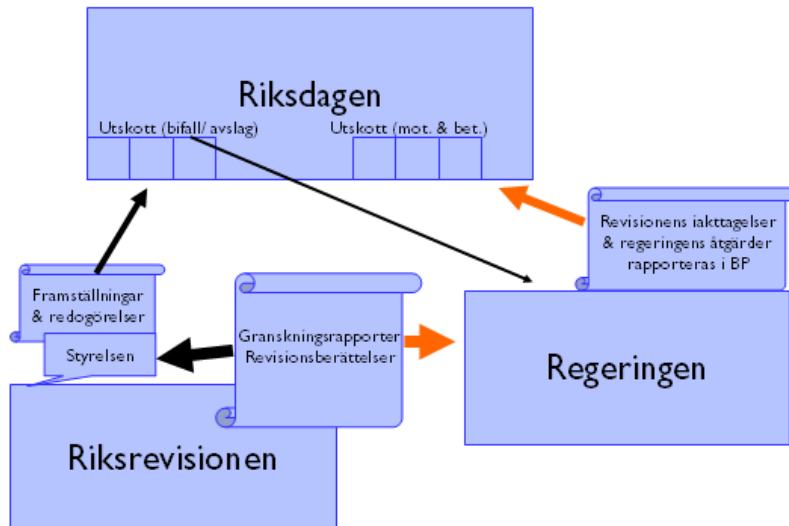 Riksdagen
Utskott (bifall/ avslag)
Utskott (mot. & bet.)
Revisionens iakttagelser
& regeringens åtgärder
rapporteras i BP
Framställningar
& redogörelser
Styrelsen
Granskningsrapporter
Revisionsberättelser
Regeringen
Riksrevisionen